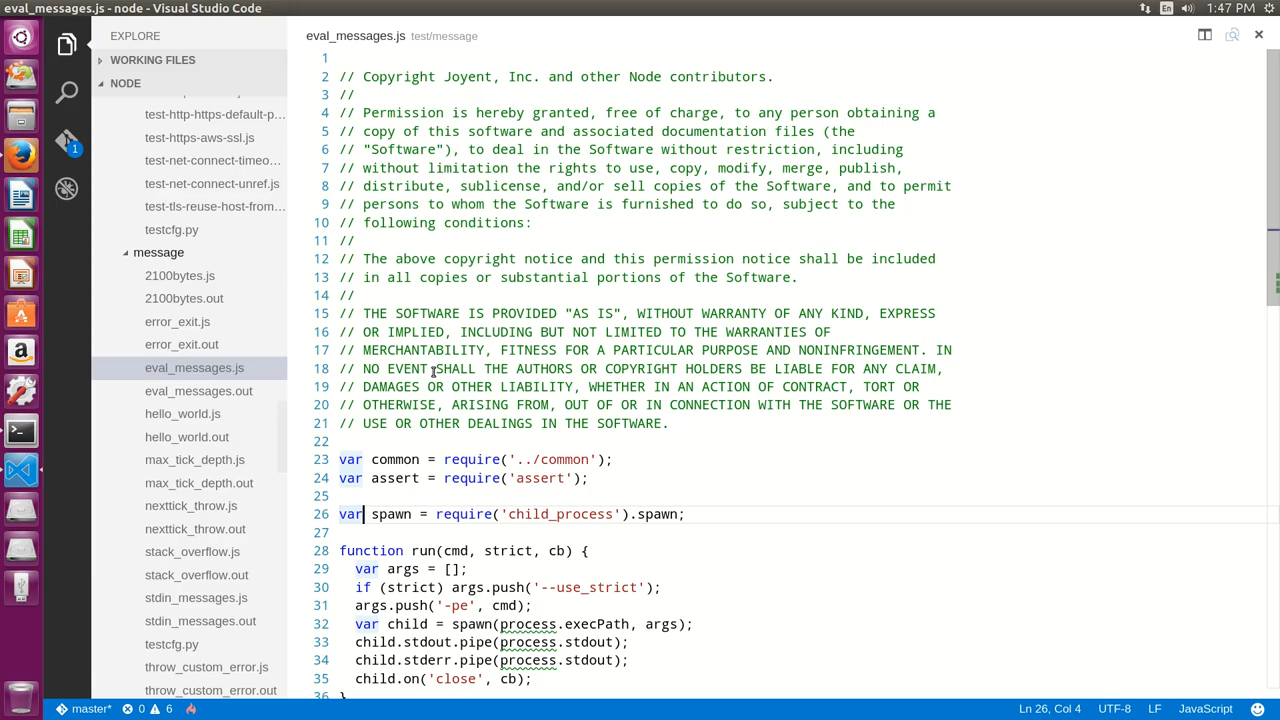 eval_messages.js - node - Visual Studio Code
En
1:47 PM
EXPLORE
WORKING FILES
NODE
test-http-https-default-p...
test-https-aws-ssl.js
test-net-connect-timeo...
test-net-connect-unref.js
test-tls-reuse-host-from...
testcfg.py
message
2100bytes.js
2100bytes.out
error_exit.js
error_exit.out
eval_messages.js
eval_messages.out
hello_world.js
hello_world.out
max_tick_depth.js
max_tick_depth.out
nexttick_throw.js
nexttick_throw.out
stack_overflow.js
stack_overflow.out
stdin_messages.js
stdin_messages.out
testcfg.py
throw_custom_error.js
throw_custom_error.out
1
eval_messages.js test/message
1
2 // Copyright Joyent, Inc. and other Node contributors.
3 //
4 // Permission is hereby granted, free of charge, to any person obtaining a
5 // copy of this software and associated documentation files (the
6 // "Software"), to deal in the Software without restriction, including
7 // without limitation the rights to use, copy, modify, merge, publish,
8 // distribute, sublicense, and/or sell copies of the Software, and to permit
9 // persons to whom the Software is furnished to do so, subject to the
10 // following conditions:
11 //
12 // The above copyright notice and this permission notice shall be included
13 // in all copies or substantial portions of the Software.
14 //
15 // THE SOFTWARE IS PROVIDED "AS IS", WITHOUT WARRANTY OF ANY KIND, EXPRESS
16 // OR IMPLIED, INCLUDING BUT NOT LIMITED TO THE WARRANTIES OF
17 // MERCHANTABILITY, FITNESS FOR A PARTICULAR PURPOSE AND NONINFRINGEMENT. IN
18 // NO EVENT SHALL THE AUTHORS OR COPYRIGHT HOLDERS BE LIABLE FOR ANY CLAIM,
19 // DAMAGES OR OTHER LIABILITY, WHETHER IN AN ACTION OF CONTRACT, TORT OR
20 // OTHERWISE, ARISING FROM, OUT OF OR IN CONNECTION WITH THE SOFTWARE OR THE
21 // USE OR OTHER DEALINGS IN THE SOFTWARE.
22
23 var common = require('../common');
24 var assert = require('assert');
25
26 var spawn = require('child_process').spawn;
27
28 function run(cmd, strict, cb) {
29 var args = [];
30 if (strict) args.push('--use_strict');
31 args.push('-pe', cmd);
32 var child = spawn(process.execPath, args);
33 child.stdout.pipe(process.stdout);
34 child.stderr.pipe(process.stdout);
35 child.on('close', cb);
36 }
master* 0 6
Ln 26, Col 4
UTF-8
LF
JavaScript